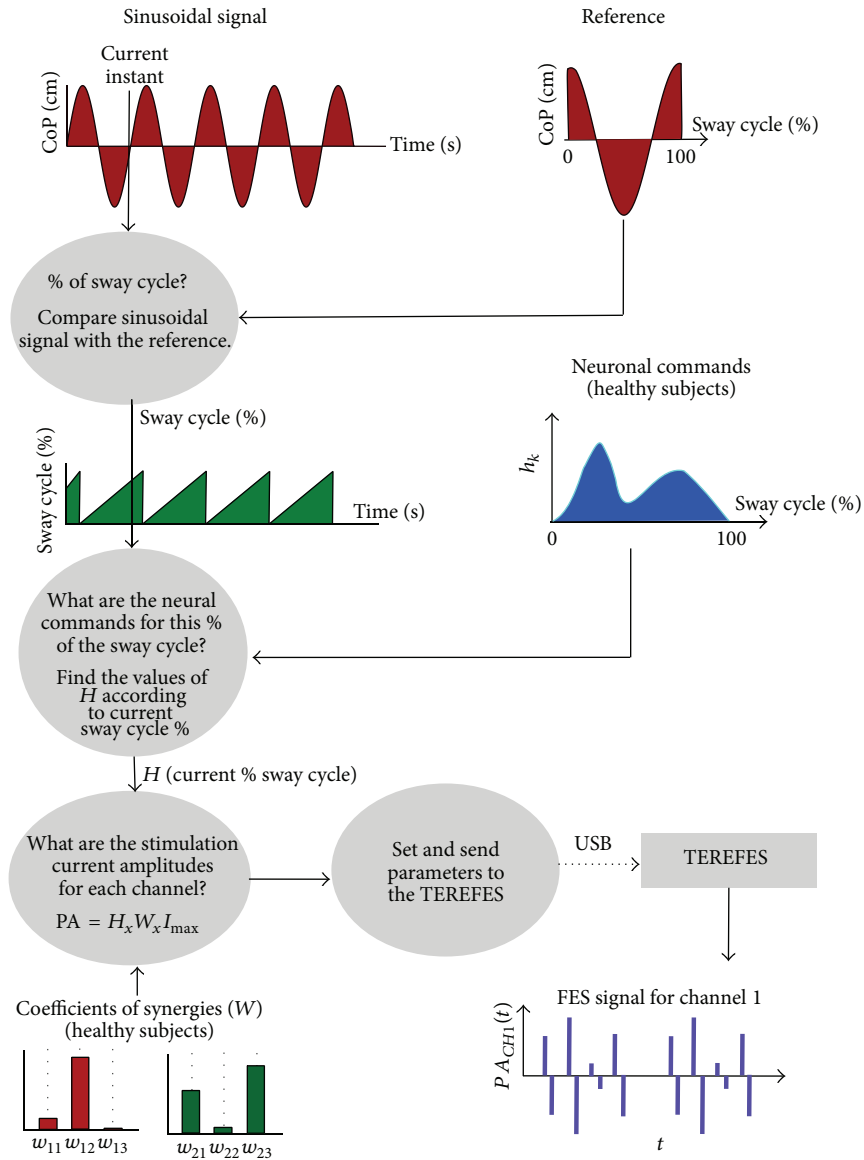 Sinusoidal signal
Reference
Current
instant
CoP (cm)
Time (s)
CoP (cm)
Sway cycle (%)
0
100
% of sway cycle?
Compare sinusoidal
signal with the reference.
Neuronal commands
(healthy subjects)
Sway cycle (%)
Sway cycle (%)
Time (s)
h_k
Sway cycle (%)
0
100
What are the neural
commands for this %
of the sway cycle?
Find the values of
H according
to current
sway cycle %
H (current % sway cycle)
What are the stimulation
current amplitudes
for each channel?
PA = H_x W_x I_max
Set and send
parameters to
the TEREFES
USB
TEREFES
Coefficients of synergies (W)
(healthy subjects)
w_11 w_12 w_13
w_21 w_22 w_23
FES signal for channel 1
P A_CH1 (t)
t